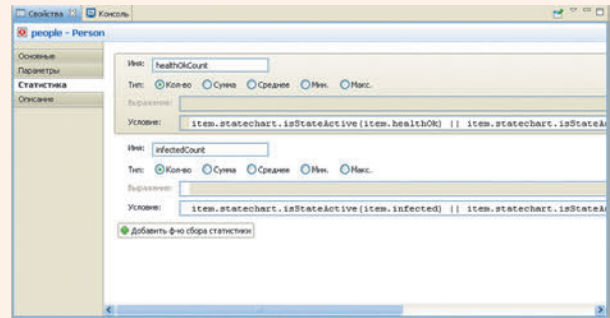 Свойства Консоль
people - Person
Основные
Параметры
Статистика
Описание
Имя: healthOkCount
Тип: Кол-во Сумма Среднее Мин. Макс.
Выражение:
Условие: item.statechart.isStateActive(item.healthOk) || item.statechart.isStateA
Имя: infectedCount
Тип: Кол-во Сумма Среднее Мин. Макс.
Выражение:
Условие: item.statechart.isStateActive(item.infected) || item.statechart.isStateA
Добавить ф-ю сбора статистики